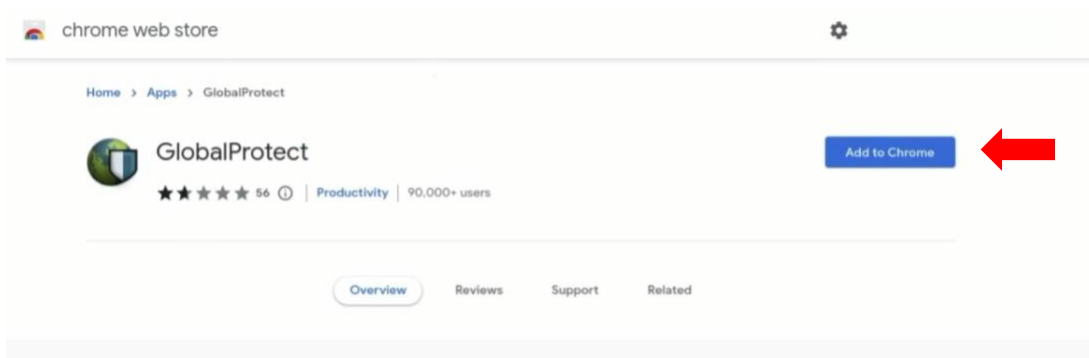 chrome web store
Home > Apps > GlobalProtect
GlobalProtect
Add to Chrome
56 | Productivity | 90,000+ users
Overview Reviews Support Related